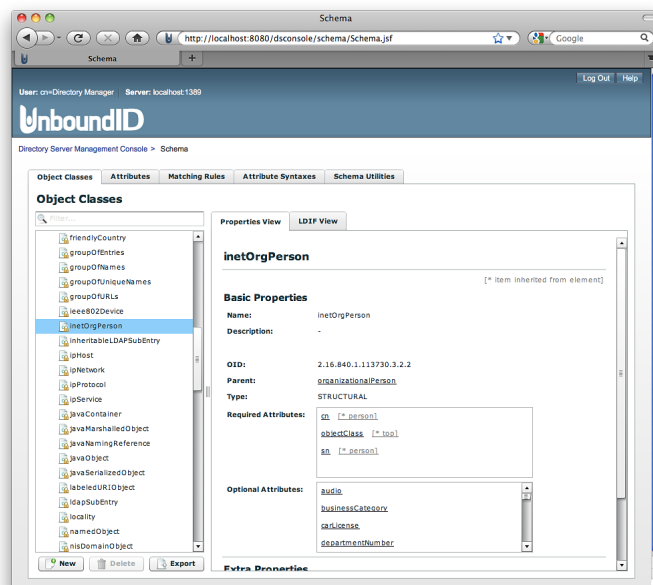 Schema
http://localhost:8080/dsconsole/schema/Schema.jsf
Google
Schema
+
Log Out Help
User: cn=Directory Manager Server: localhost:1389
UnboundID
Directory Server Management Console > Schema
Object Classes Attributes Matching Rules Attribute Syntaxes Schema Utilities
Object Classes
Filter...
friendlyCountry
groupOfEntries
groupOfNames
groupOfUniqueNames
groupOfURLs
ieee802Device
inetOrgPerson
inheritableLDAPSubEntry
ipHost
ipNetwork
ipProtocol
ipService
javaContainer
javaMarshalledObject
javaNamingReference
javaObject
javaSerializedObject
labeledURIObject
ldapSubEntry
locality
namedObject
nisDomainObject
New Delete Export
Properties View LDIF View
inetOrgPerson
[* item inherited from element]
Basic Properties
Name: inetOrgPerson
Description: -
OID: 2.16.840.1.113730.3.2.2
Parent: organizationalPerson
Type: STRUCTURAL
Required Attributes: cn [* person]
objectClass [* top]
sn [* person]
Optional Attributes: audio
businessCategory
carLicense
departmentNumber
Extra Properties